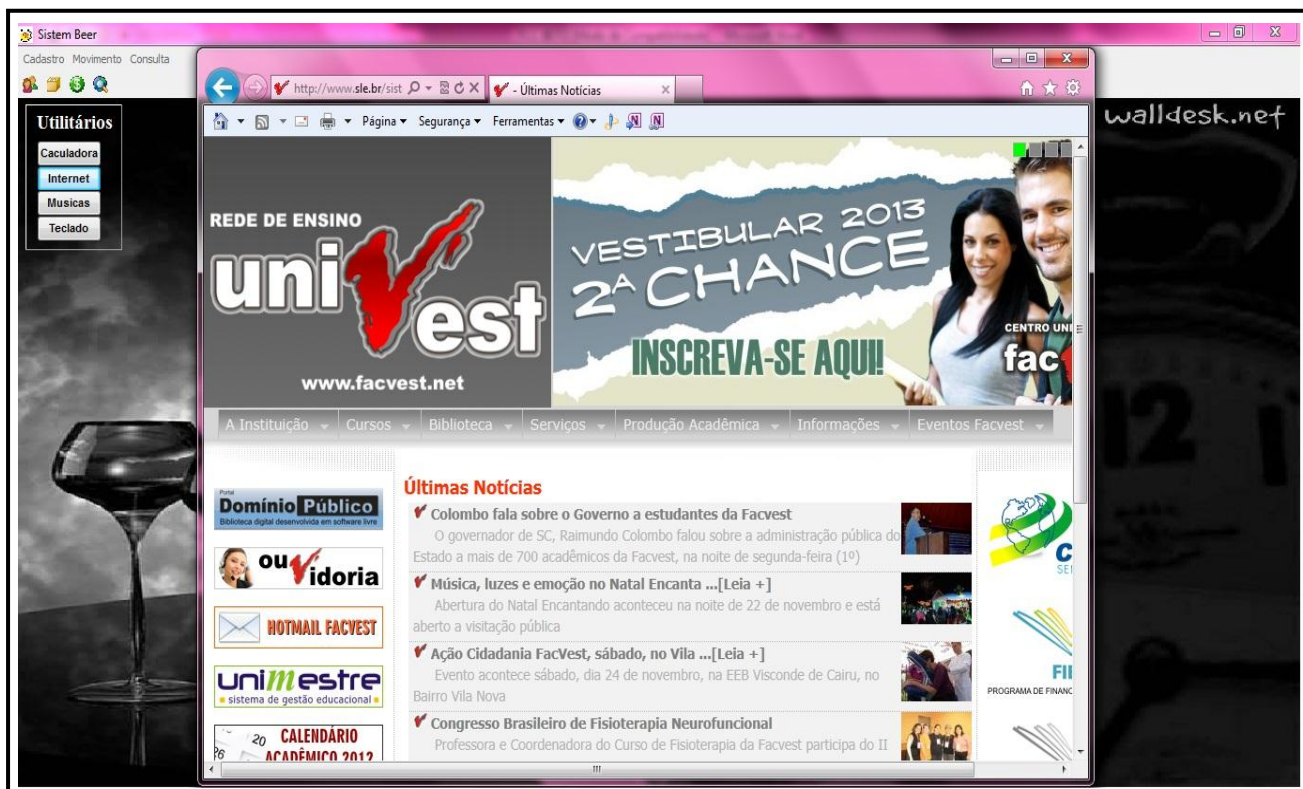 Sistem Beer
Cadastro Movimento Consulta
Utilitários
Caculadora
Internet
Musicas
Teclado
walldesk.net
http://www.sle.br/sist
- Últimas Notícias
Página Segurança Ferramentas
REDE DE ENSINO
uniVest
www.facvest.net
VESTIBULAR 2013
2ª CHANCE
INSCREVA-SE AQUI!
CENTRO UNI
fac
A Instituição Cursos Biblioteca Serviços Produção Acadêmica Informações Eventos Facvest
Portal
Domínio Público
Biblioteca digital desenvolvida em software livre
ouvidoria
HOTMAIL FACVEST
unimestre
sistema de gestão educacional
20 CALENDÁRIO
26 ACADÊMICO 2012
Últimas Notícias
Colombo fala sobre o Governo a estudantes da Facvest
O governador de SC, Raimundo Colombo falou sobre a administração pública do
Estado a mais de 700 acadêmicos da Facvest, na noite de segunda-feira (1º)
Música, luzes e emoção no Natal Encanta ...[Leia +]
Abertura do Natal Encantando aconteceu na noite de 22 de novembro e está
aberto a visitação pública
Ação Cidadania FacVest, sábado, no Vila ...[Leia +]
Evento acontece sábado, dia 24 de novembro, na EEB Visconde de Cairu, no
Bairro Vila Nova
Congresso Brasileiro de Fisioterapia Neurofuncional
Professora e Coordenadora do Curso de Fisioterapia da Facvest participa do II
C
SE
FI
PROGRAMA DE FINANC
12